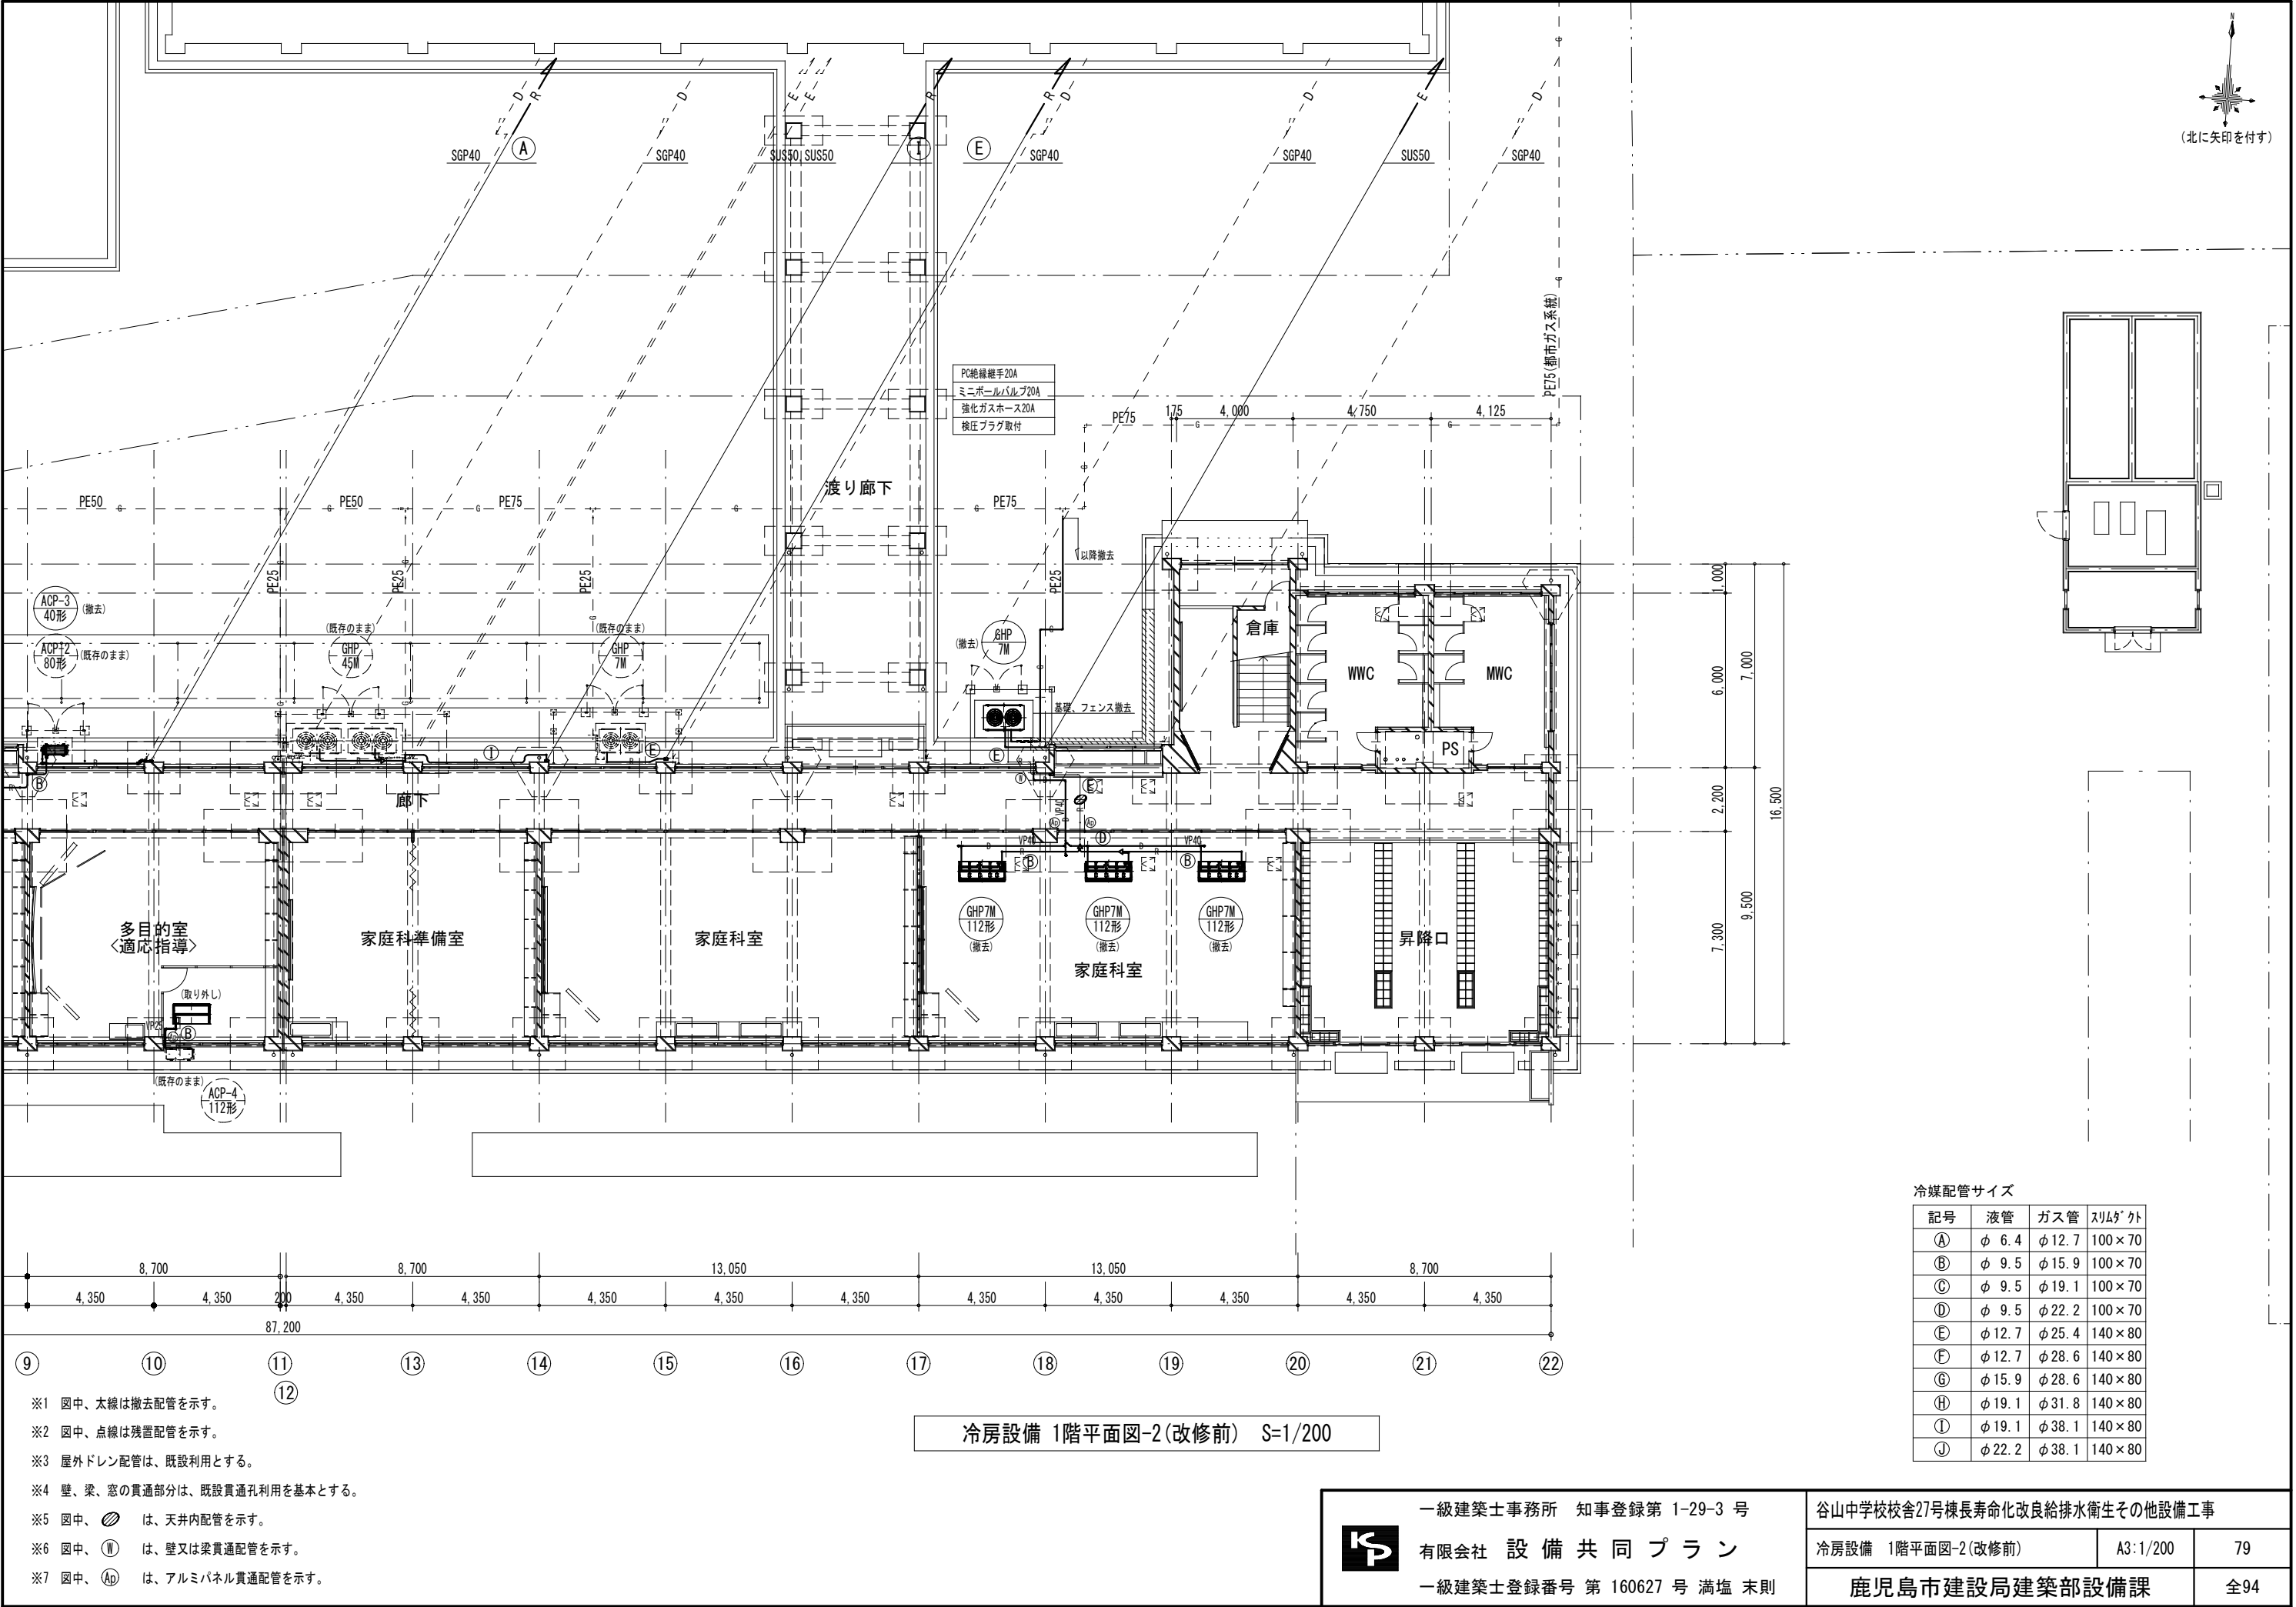 N
(北に矢印を付す)
D
R
D
E
E
R
R
D
D
E
D
G
SGP40
Ⓐ
SGP40
SUS50
SUS50
Ⓘ
Ⓔ
SGP40
SGP40
SUS50
SGP40
PE75(都市ガス系統)
PC絶縁継手20A
ミニボールバルブ20A
強化ガスホース20A
検圧プラグ取付
PE75
175
4,000
4,750
4,125
渡り廊下
PE50
PE50
PE75
PE75
以降撤去
PE25
PE25
PE25
PE25
ACP-3
40形
(撤去)
ACP-2
80形
(既存のまま)
(既存のまま)
GHP
45M
(既存のまま)
GHP
7M
(撤去)
GHP
7M
基礎、フェンス撤去
倉庫
WWC
MWC
PS
1,000
6,000
7,000
2,200
16,500
7,300
9,500
Ⓘ
Ⓔ
Ⓔ
Ⓑ
Ⓦ
Ⓔ
廊下
VP40
Ap
Ap
Ⓓ
VP40
VP40
Ⓑ
Ⓑ
GHP7M
112形
(撤去)
GHP7M
112形
(撤去)
GHP7M
112形
(撤去)
多目的室
<適応指導>
家庭科準備室
家庭科室
家庭科室
昇降口
(取り外し)
VP25
Ⓑ
(既存のまま)
ACP-4
112形
8,700
8,700
13,050
13,050
8,700
4,350
4,350
200
4,350
4,350
4,350
4,350
4,350
4,350
4,350
4,350
4,350
4,350
87,200
⑨
⑩
⑪
⑫
⑬
⑭
⑮
⑯
⑰
⑱
⑲
⑳
㉑
㉒
※1 図中、太線は撤去配管を示す。
※2 図中、点線は残置配管を示す。
※3 屋外ドレン配管は、既設利用とする。
※4 壁、梁、窓の貫通部分は、既設貫通孔利用を基本とする。
※5 図中、 は、天井内配管を示す。
※6 図中、 Ⓦ は、壁又は梁貫通配管を示す。
※7 図中、 Ap は、アルミパネル貫通配管を示す。
冷房設備 1階平面図-2(改修前) S=1/200
冷媒配管サイズ
記号 液管 ガス管 スリムダクト
Ⓐ φ 6.4 φ12.7 100×70
Ⓑ φ 9.5 φ15.9 100×70
Ⓒ φ 9.5 φ19.1 100×70
Ⓓ φ 9.5 φ22.2 100×70
Ⓔ φ12.7 φ25.4 140×80
Ⓕ φ12.7 φ28.6 140×80
Ⓖ φ15.9 φ28.6 140×80
Ⓗ φ19.1 φ31.8 140×80
Ⓘ φ19.1 φ38.1 140×80
Ⓙ φ22.2 φ38.1 140×80
KP
一級建築士事務所 知事登録第 1-29-3 号
有限会社 設備共同プラン
一級建築士登録番号 第 160627 号 満塩 末則
谷山中学校校舎27号棟長寿命化改良給排水衛生その他設備工事
冷房設備 1階平面図-2(改修前) A3:1/200 79
鹿児島市建設局建築部設備課 全94